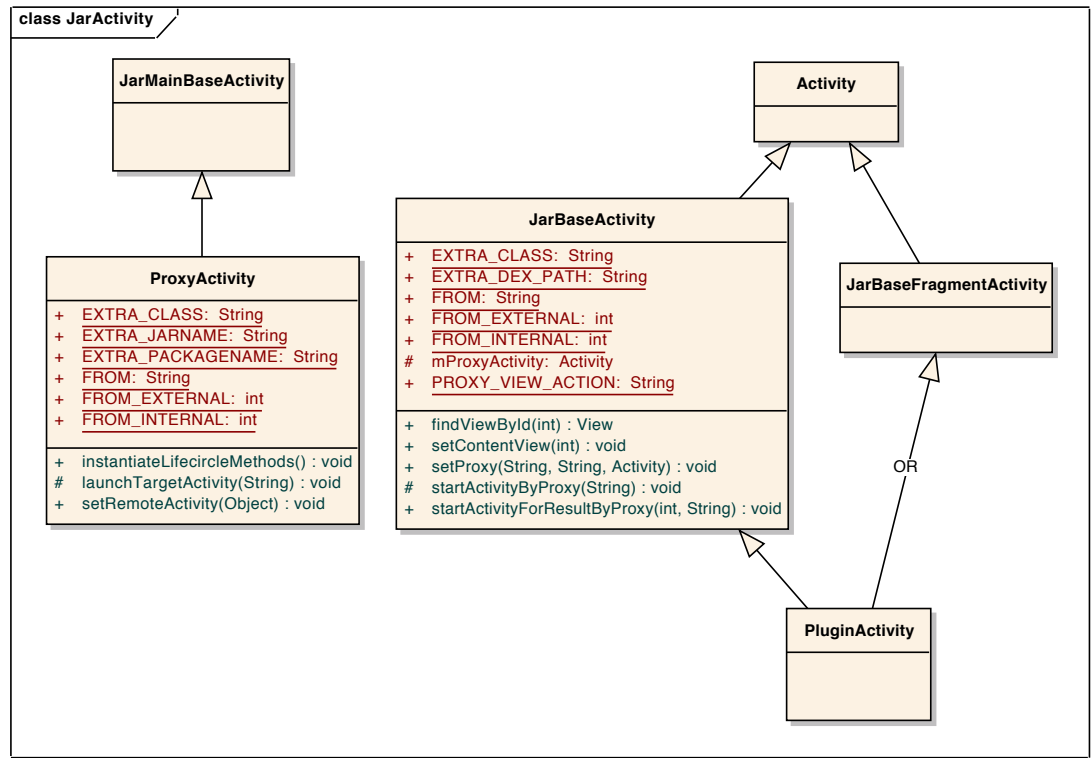 class JarActivity
JarMainBaseActivity
Activity
JarBaseActivity
+ EXTRA_CLASS: String
+ EXTRA_DEX_PATH: String
+ FROM: String
+ FROM_EXTERNAL: int
+ FROM_INTERNAL: int
# mProxyActivity: Activity
+ PROXY_VIEW_ACTION: String
+ findViewById(int) : View
+ setContentView(int) : void
+ setProxy(String, String, Activity) : void
# startActivityByProxy(String) : void
+ startActivityForResultByProxy(int, String) : void
ProxyActivity
+ EXTRA_CLASS: String
+ EXTRA_JARNAME: String
+ EXTRA_PACKAGENAME: String
+ FROM: String
+ FROM_EXTERNAL: int
+ FROM_INTERNAL: int
+ instantiateLifecircleMethods() : void
# launchTargetActivity(String) : void
+ setRemoteActivity(Object) : void
JarBaseFragmentActivity
OR
PluginActivity